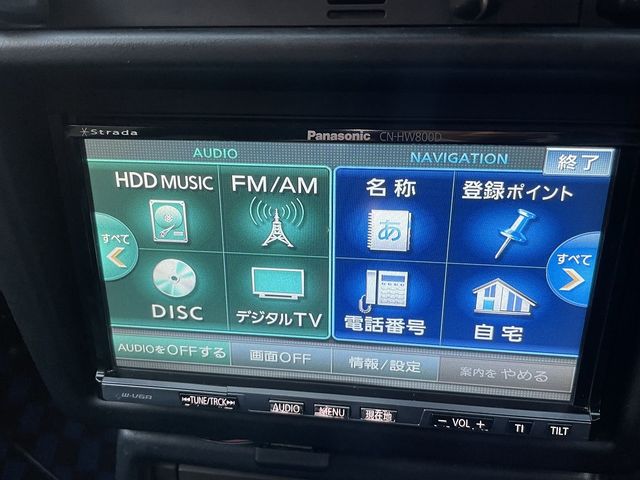 Strada
Panasonic CN-HW800D
AUDIO
NAVIGATION
終了
HDD MUSIC
FM/AM
名称
登録ポイント
すべて
あ
すべて
DISC
デジタルTV
電話番号
自宅
AUDIOをOFFする
画面OFF
情報/設定
案内をやめる
W-VGA
TUNE/TRCK
AUDIO
MENU
現在地
− VOL +
TI
TILT